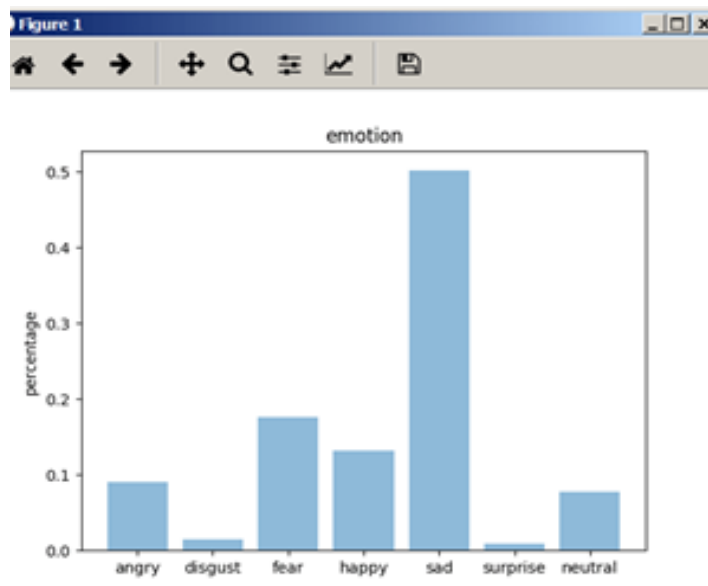 Figure 1
emotion
0.5
0.4
0.3
0.2
0.1
0.0
percentage
angry disgust fear happy sad surprise neutral